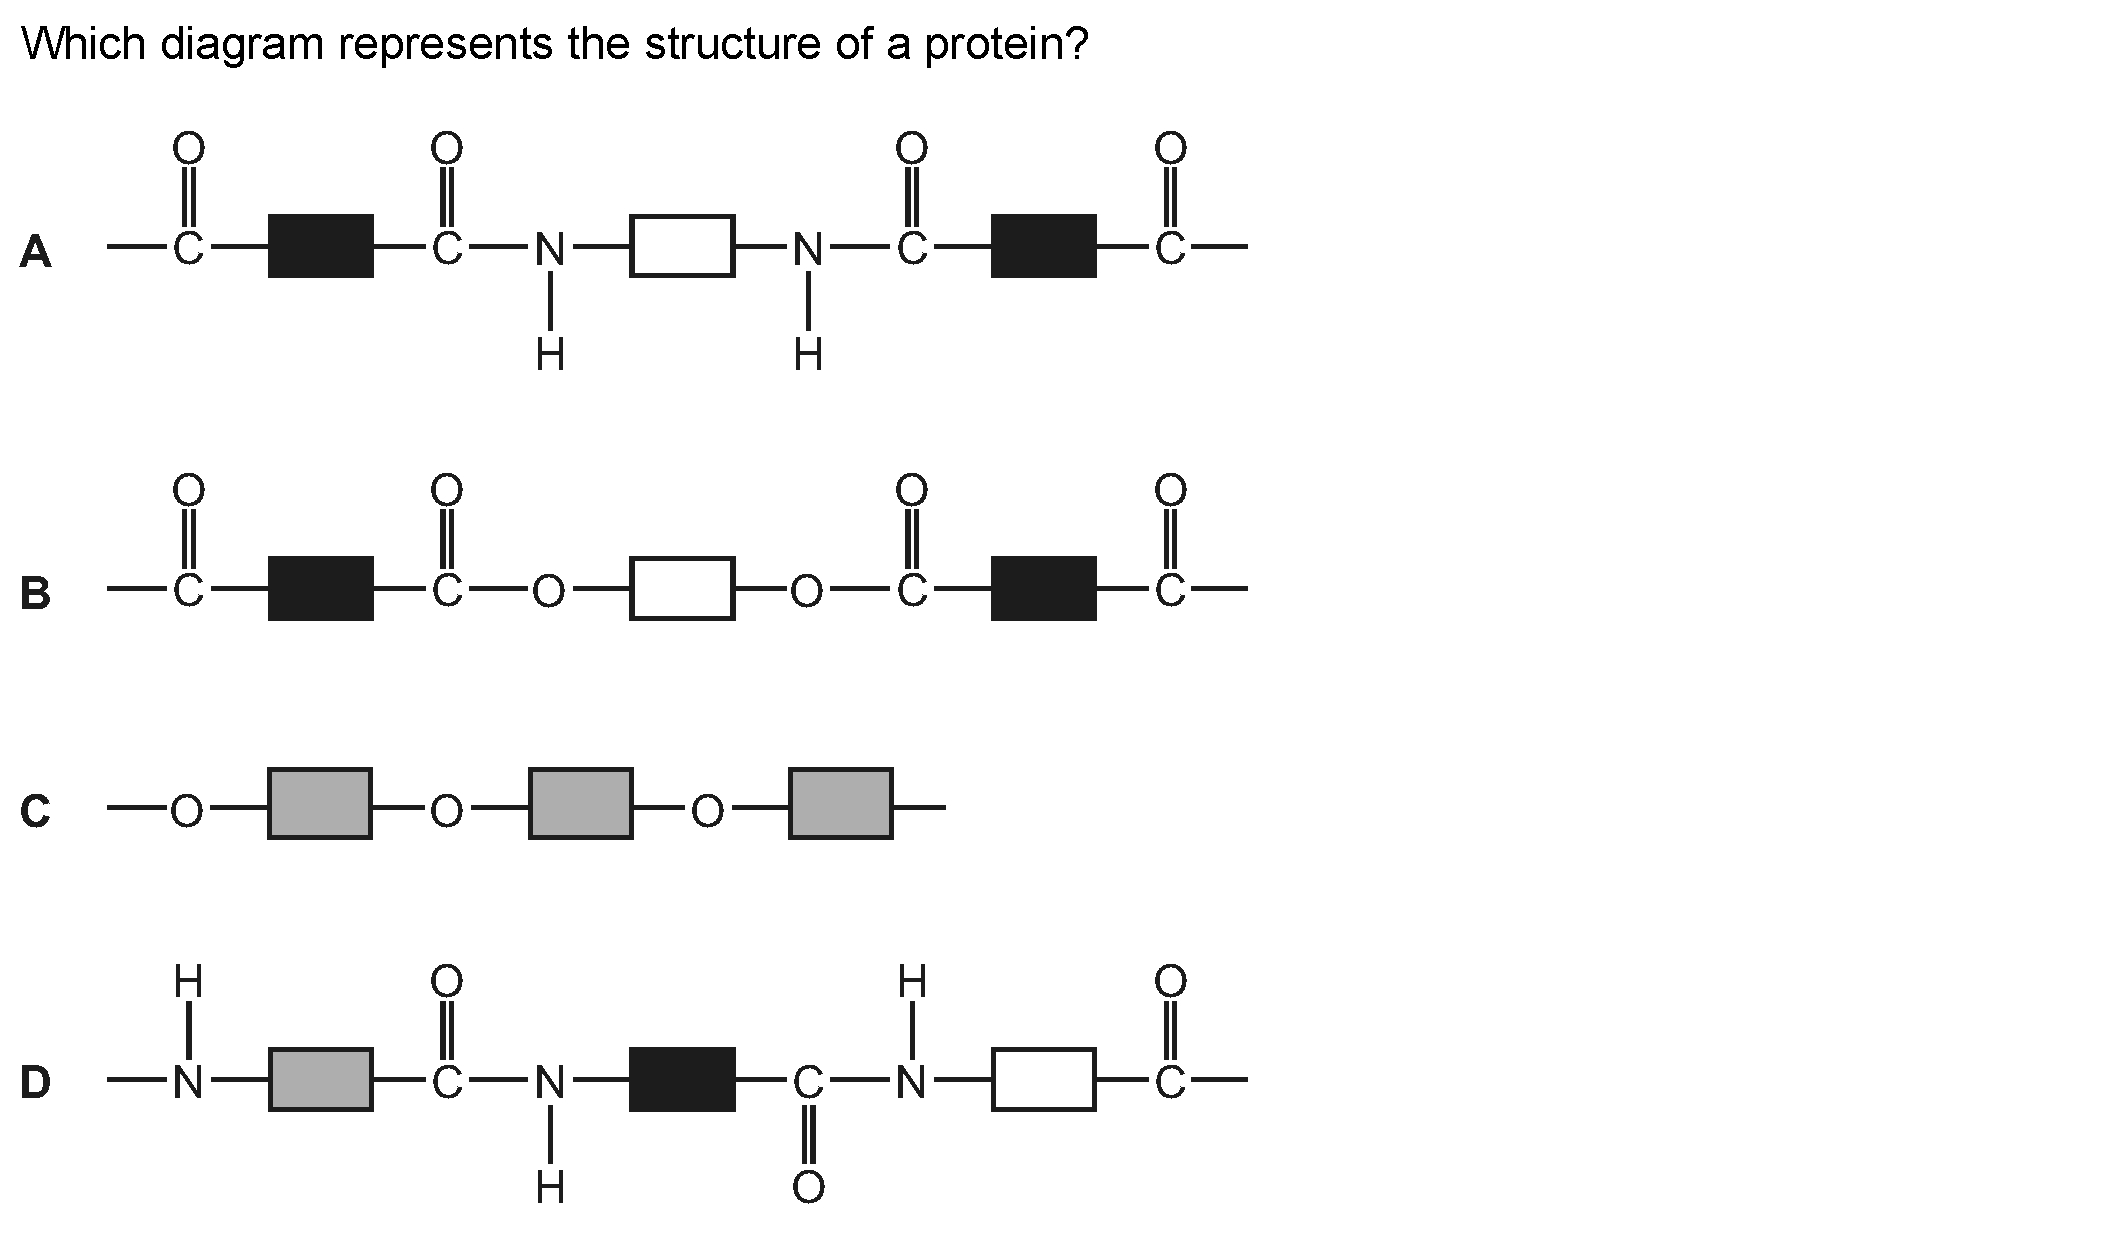 Which diagram represents the structure of a protein?
O O O O
A C C N N C C
H H
O O O O
B C C O O C C
C O O O
H O H O
D N C N C N C
H O